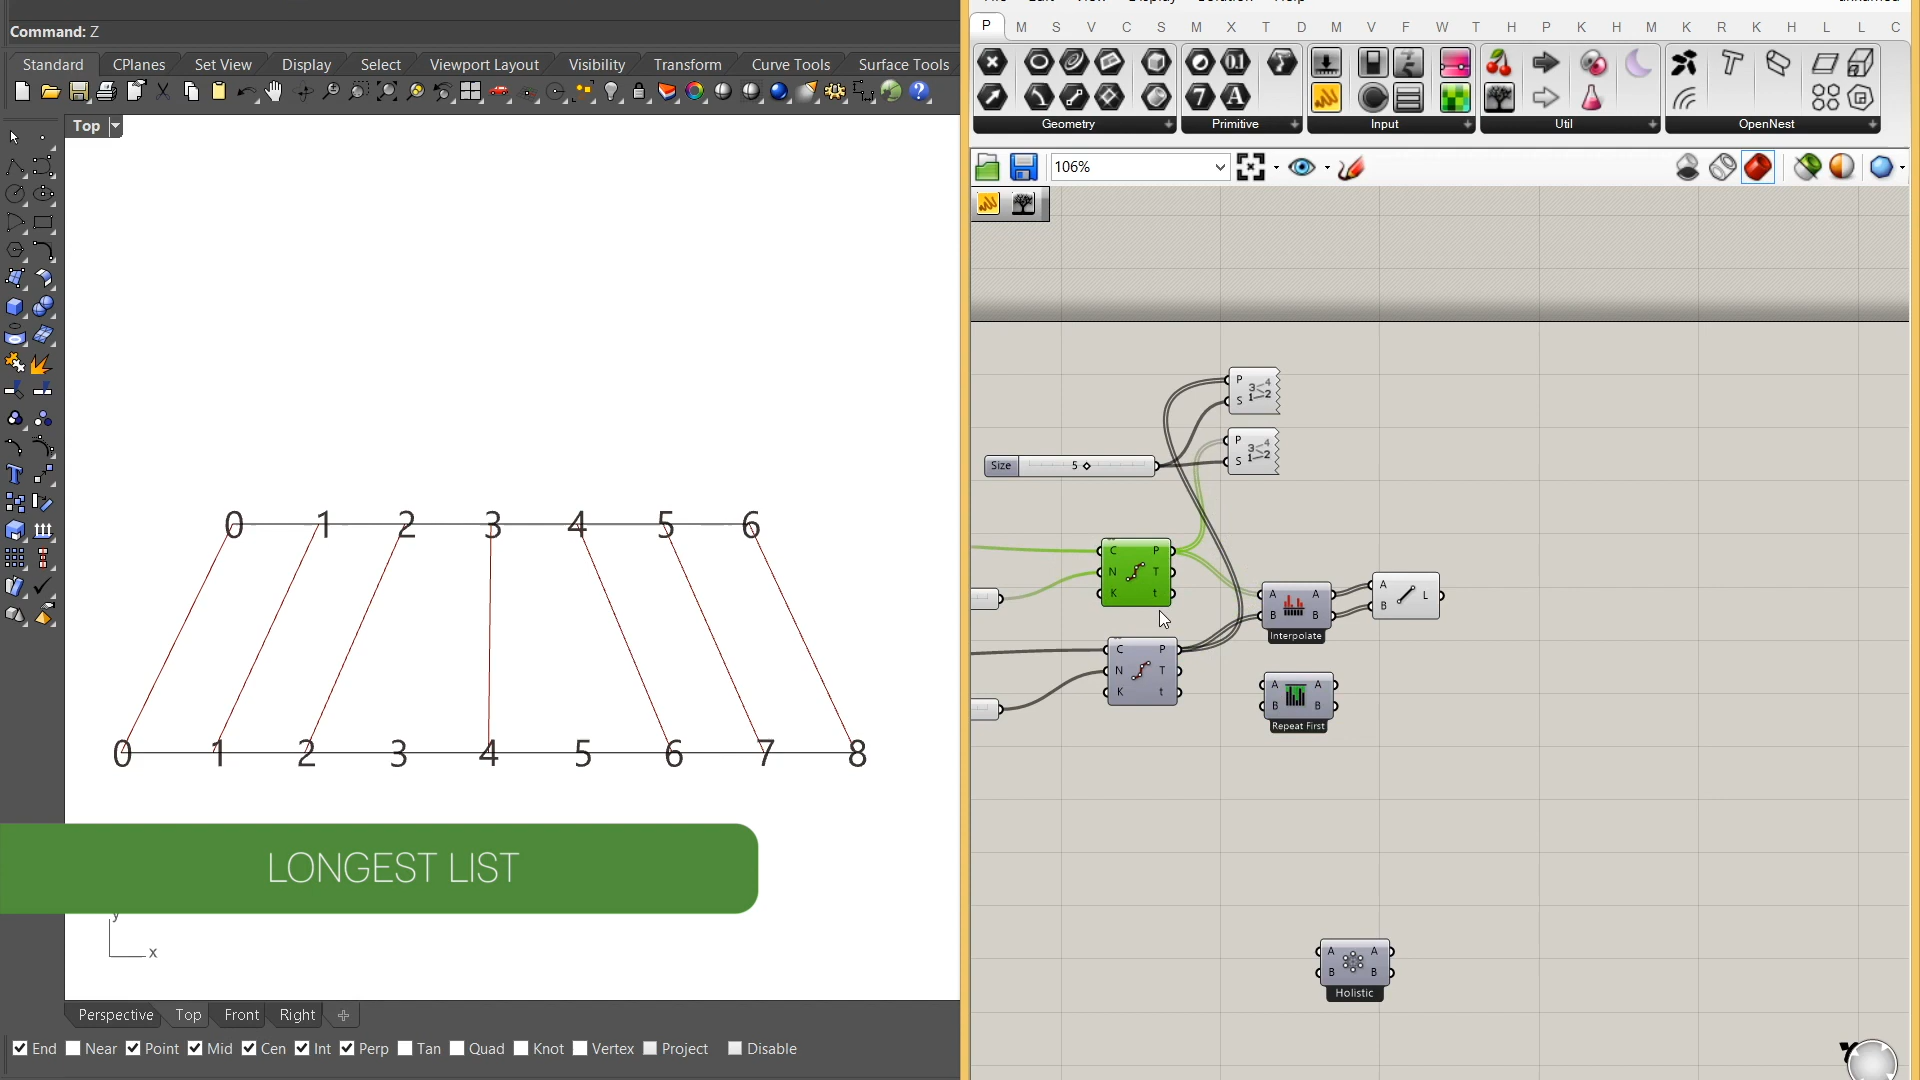 Command: Z
Standard CPlanes Set View Display Select Viewport Layout Visibility Transform Curve Tools Surface Tools
Top
0 1 2 3 4 5 6
0 1 2 3 4 5 6 7 8
LONGEST LIST
y
x
Perspective Top Front Right
End Near Point Mid Cen Int Perp Tan Quad Knot Vertex Project Disable
P M S V C S M X T D M V F W T H P K H M K R K H L L C
Geometry Primitive Input Util OpenNest
106%
P
S
P
S
Size 5
C P
N T
K t
A A
B B
Interpolate
A L
B
C P
N T
K t
A A
B B
Repeat First
A A
B B
Holistic